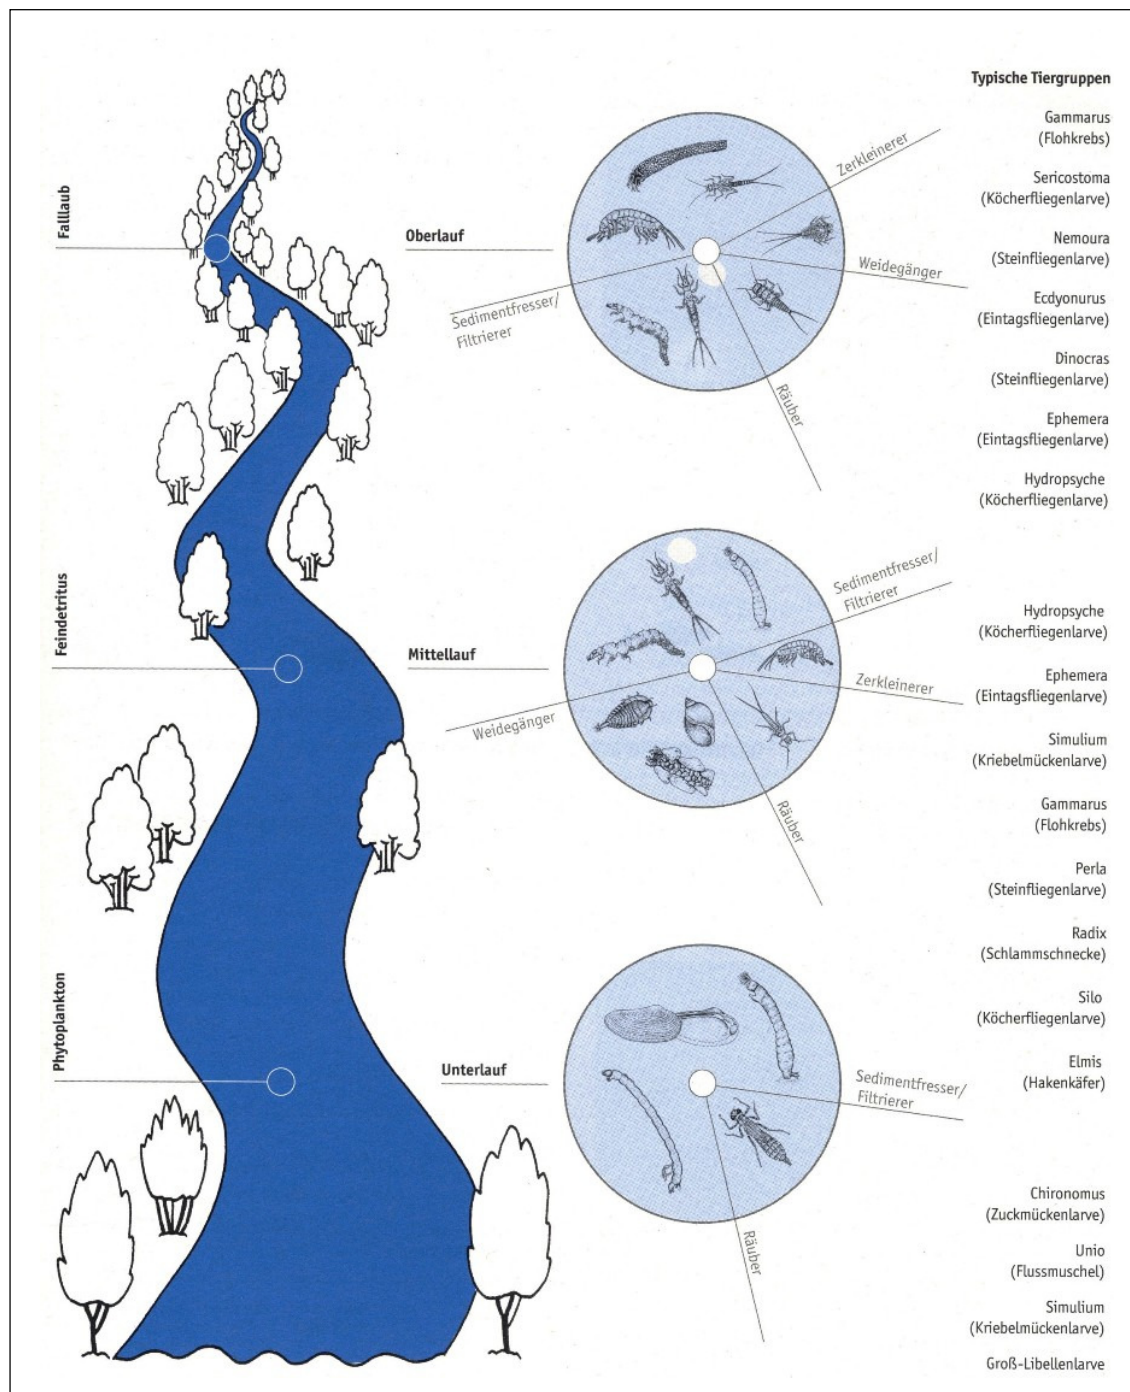 Typische Tiergruppen
Falllaub
Oberlauf
Zerkleinerer
Weidegänger
Räuber
Sedimentfresser/
Filtrierer
Gammarus
(Flohkrebs)
Sericostoma
(Köcherfliegenlarve)
Nemoura
(Steinfliegenlarve)
Ecdyonurus
(Eintagsfliegenlarve)
Dinocras
(Steinfliegenlarve)
Ephemera
(Eintagsfliegenlarve)
Hydropsyche
(Köcherfliegenlarve)
Feindetritus
Mittellauf
Sedimentfresser/
Filtrierer
Zerkleinerer
Räuber
Weidegänger
Hydropsyche
(Köcherfliegenlarve)
Ephemera
(Eintagsfliegenlarve)
Simulium
(Kriebelmückenlarve)
Gammarus
(Flohkrebs)
Perla
(Steinfliegenlarve)
Radix
(Schlammschnecke)
Silo
(Köcherfliegenlarve)
Elmis
(Hakenkäfer)
Phytoplankton
Unterlauf
Sedimentfresser/
Filtrierer
Räuber
Chironomus
(Zuckmückenlarve)
Unio
(Flussmuschel)
Simulium
(Kriebelmückenlarve)
Groß-Libellenlarve